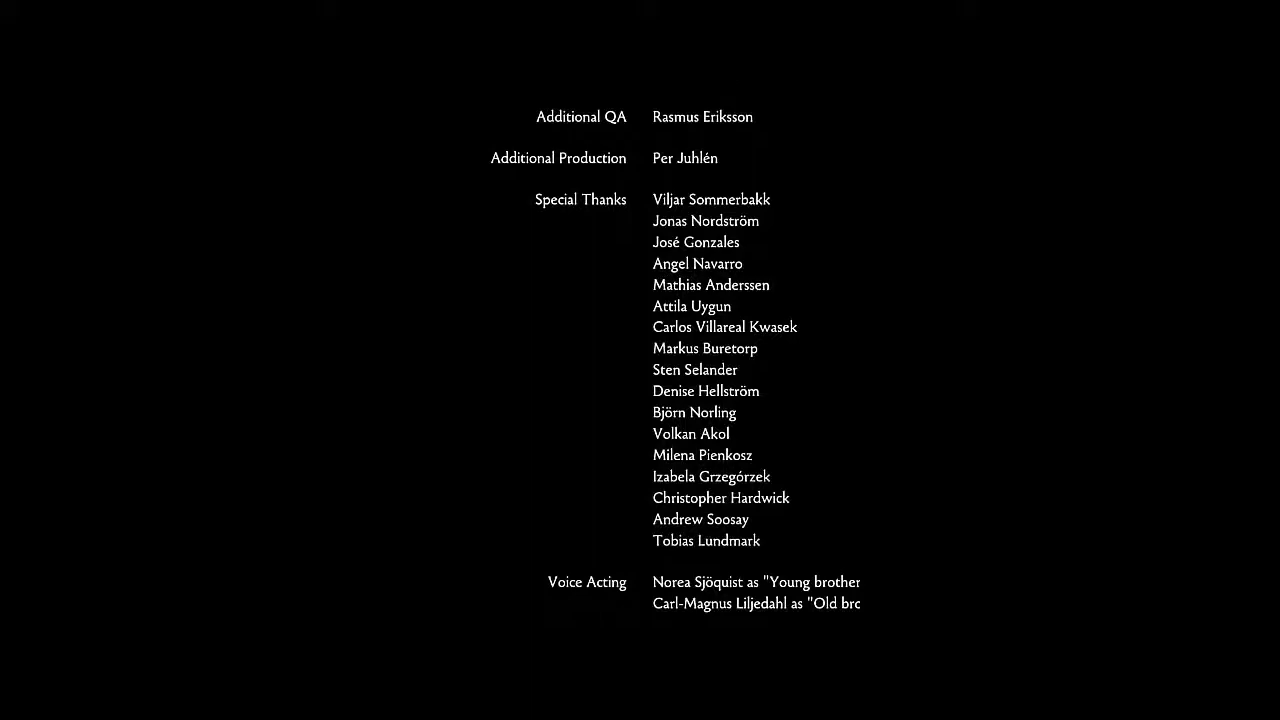 Additional QA Rasmus Eriksson
Additional Production Per Juhlén
Special Thanks Viljar Sommerbakk
Jonas Nordström
José Gonzales
Angel Navarro
Mathias Anderssen
Attila Uygun
Carlos Villareal Kwasek
Markus Buretorp
Sten Selander
Denise Hellström
Björn Norling
Volkan Akol
Milena Pienkosz
Izabela Grzegórzek
Christopher Hardwick
Andrew Soosay
Tobias Lundmark
Voice Acting Norea Sjöquist as "Young brother
Carl-Magnus Liljedahl as "Old